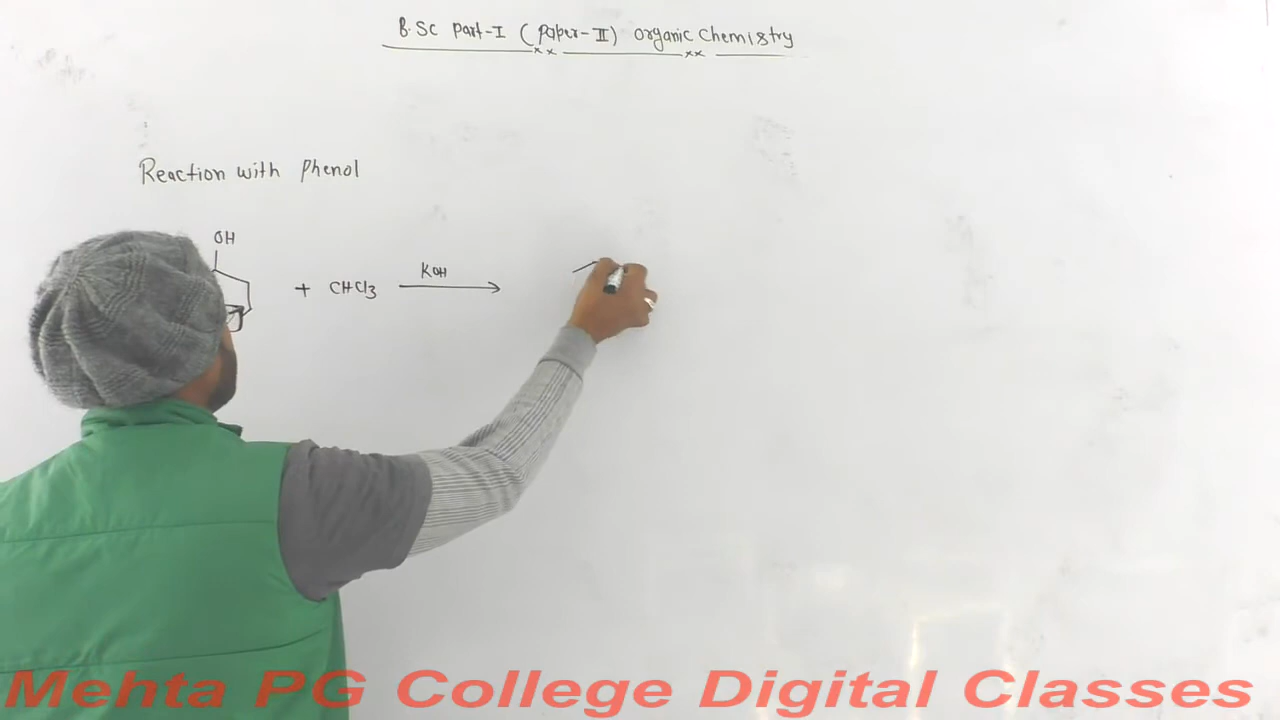 B.Sc Part-I (Paper-II) Organic Chemistry
Reaction with Phenol
OH
+ CHCl3 KOH
Mehta PG College Digital Classes